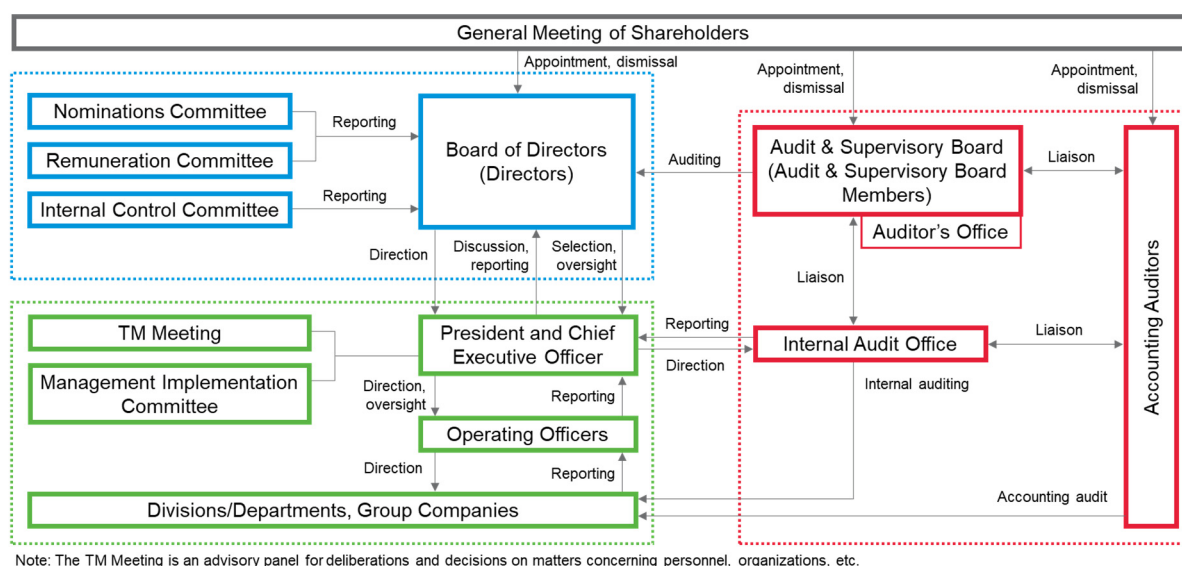 General Meeting of Shareholders
Appointment, dismissal
Appointment,
dismissal
Appointment,
dismissal
Nominations Committee
Reporting
Remuneration Committee
Internal Control Committee
Reporting
Board of Directors
(Directors)
Auditing
Audit & Supervisory Board
(Audit & Supervisory Board
Members)
Auditor's Office
Liaison
Accounting Auditors
Direction
Discussion,
reporting
Selection,
oversight
Liaison
TM Meeting
Management Implementation
Committee
President and Chief
Executive Officer
Reporting
Direction
Internal Audit Office
Liaison
Internal auditing
Direction,
oversight
Reporting
Operating Officers
Direction
Reporting
Divisions/Departments, Group Companies
Accounting audit
Note: The TM Meeting is an advisory panel for deliberations and decisions on matters concerning personnel, organizations, etc.